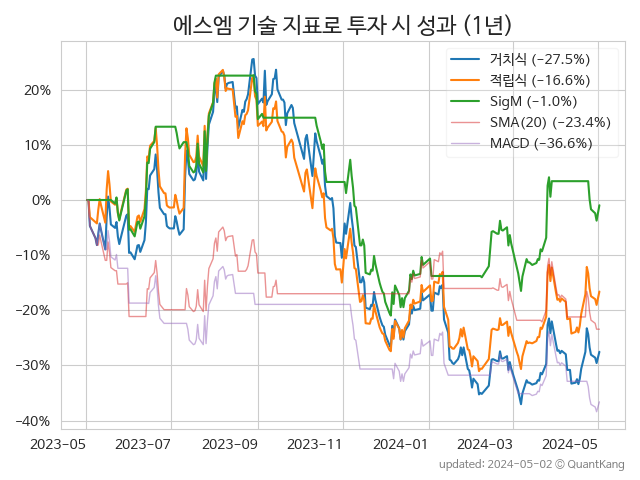 에스엠 기술 지표로 투자 시 성과 (1년)
거치식 (−27.5%)
적립식 (−16.6%)
SigM (−1.0%)
SMA(20) (−23.4%)
MACD (−36.6%)
20%
10%
0%
−10%
−20%
−30%
−40%
2023-05 2023-07 2023-09 2023-11 2024-01 2024-03 2024-05
updated: 2024-05-02 © QuantKang